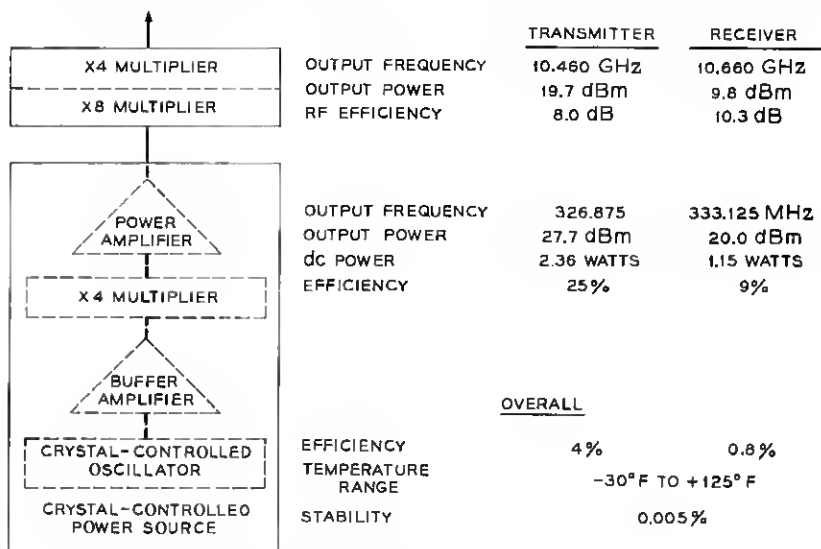 TRANSMITTER RECEIVER
X4 MULTIPLIER OUTPUT FREQUENCY 10.460 GHz 10.660 GHz
OUTPUT POWER 19.7 dBm 9.8 dBm
X8 MULTIPLIER RF EFFICIENCY 8.0 dB 10.3 dB
POWER AMPLIFIER
OUTPUT FREQUENCY 326.875 333.125 MHz
OUTPUT POWER 27.7 dBm 20.0 dBm
dc POWER 2.36 WATTS 1.15 WATTS
X4 MULTIPLIER EFFICIENCY 25% 9%
BUFFER AMPLIFIER
OVERALL
CRYSTAL-CONTROLLED OSCILLATOR
EFFICIENCY 4% 0.8%
TEMPERATURE RANGE -30°F TO +125°F
CRYSTAL-CONTROLLED POWER SOURCE
STABILITY 0.005%